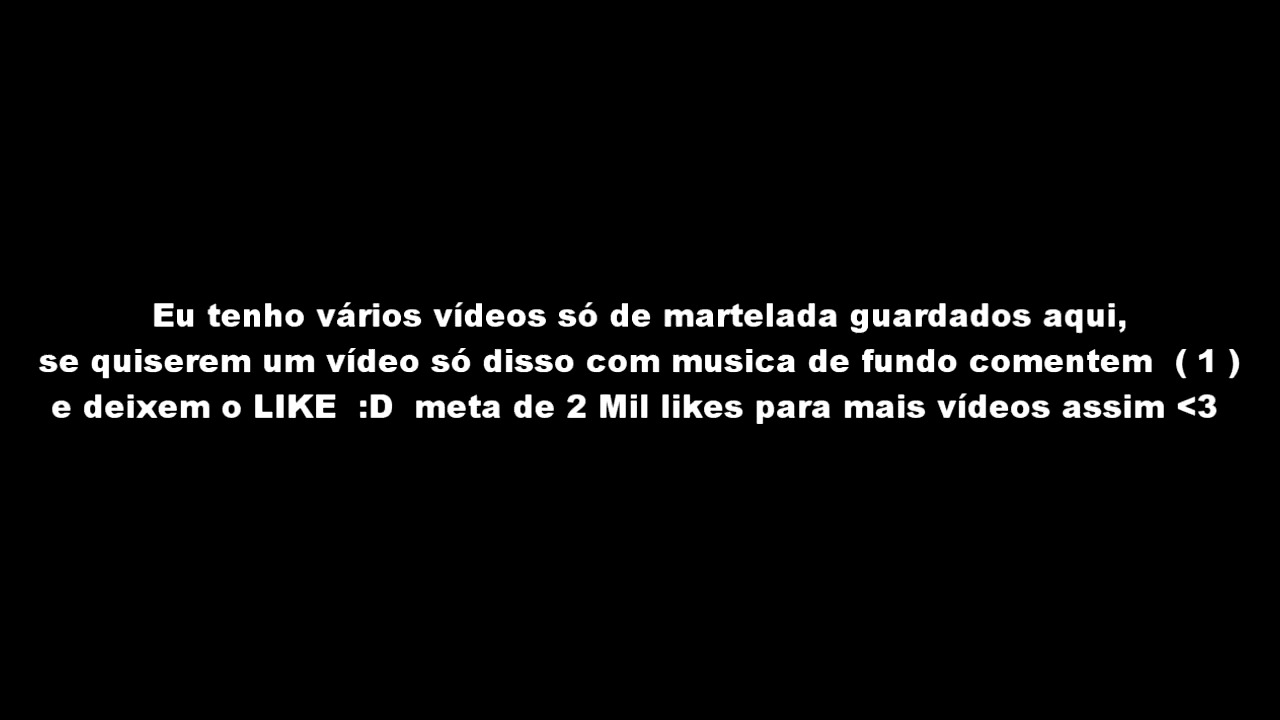 Eu tenho vários vídeos só de martelada guardados aqui,
se quiserem um vídeo só disso com musica de fundo comentem ( 1 )
e deixem o LIKE :D meta de 2 Mil likes para mais vídeos assim <3